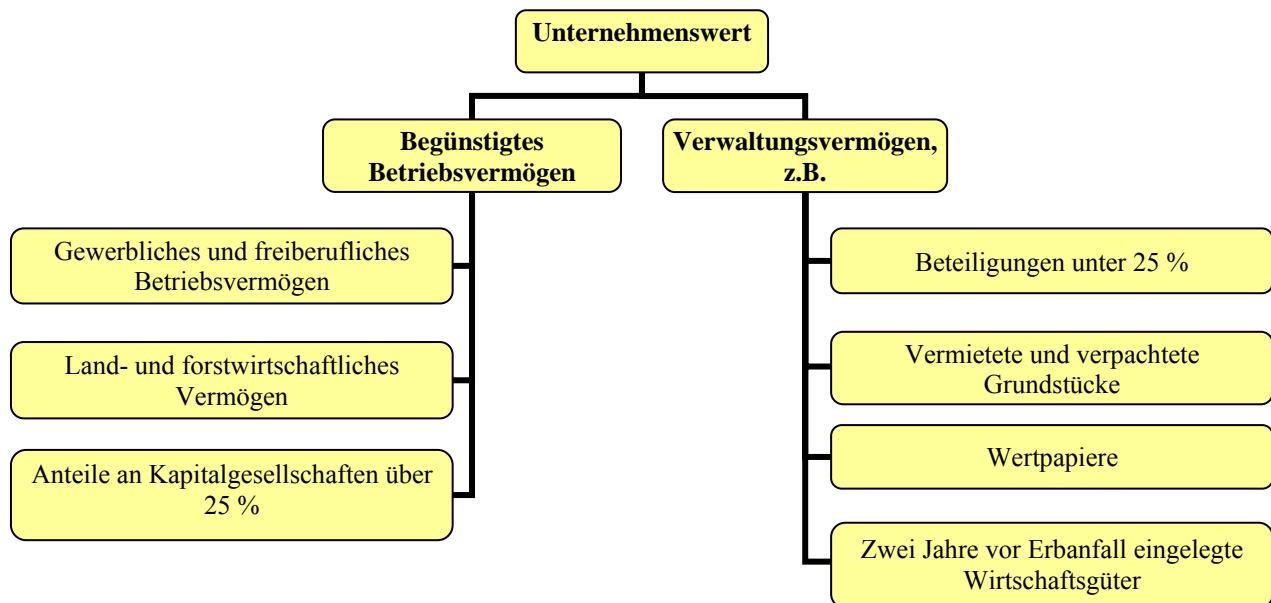 Unternehmenswert
Begünstigtes
Betriebsvermögen
Verwaltungsvermögen,
z.B.
Gewerbliches und freiberufliches
Betriebsvermögen
Land- und forstwirtschaftliches
Vermögen
Anteile an Kapitalgesellschaften über
25 %
Beteiligungen unter 25 %
Vermietete und verpachtete
Grundstücke
Wertpapiere
Zwei Jahre vor Erbanfall eingelegte
Wirtschaftsgüter